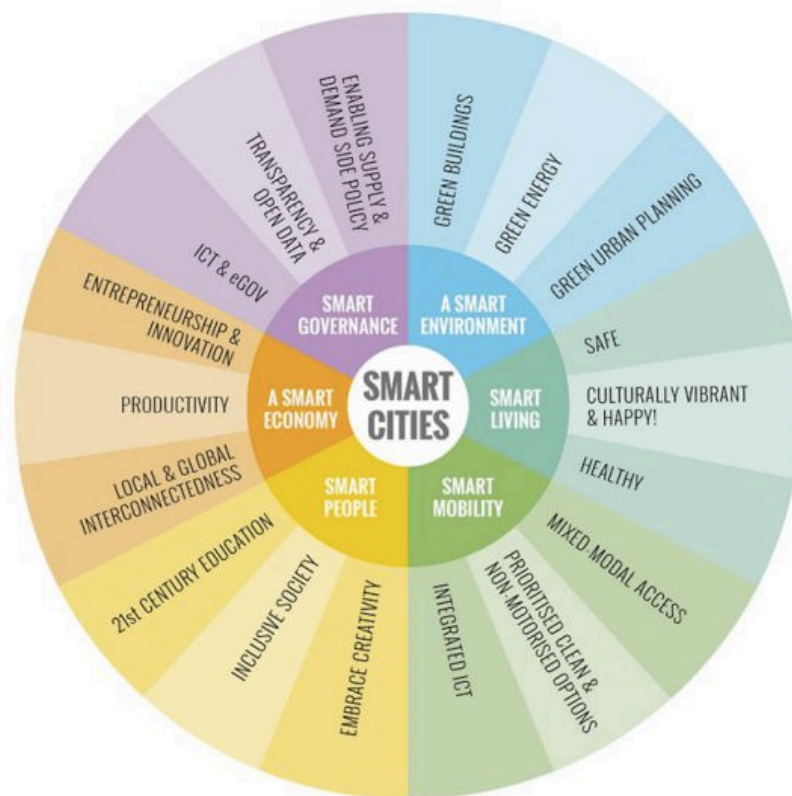 SMART
CITIES
A SMART
ENVIRONMENT
GREEN BUILDINGS
GREEN ENERGY
GREEN URBAN PLANNING
SMART
LIVING
SAFE
CULTURALLY VIBRANT
& HAPPY!
HEALTHY
SMART
MOBILITY
MIXED-MODAL ACCESS
PRIORITISED CLEAN &
NON-MOTORISED OPTIONS
INTEGRATED ICT
SMART
PEOPLE
EMBRACE CREATIVITY
INCLUSIVE SOCIETY
21st CENTURY EDUCATION
A SMART
ECONOMY
LOCAL & GLOBAL
INTERCONNECTEDNESS
PRODUCTIVITY
ENTREPRENEURSHIP &
INNOVATION
SMART
GOVERNANCE
ICT & eGOV
TRANSPARENCY &
OPEN DATA
ENABLING SUPPLY &
DEMAND SIDE POLICY